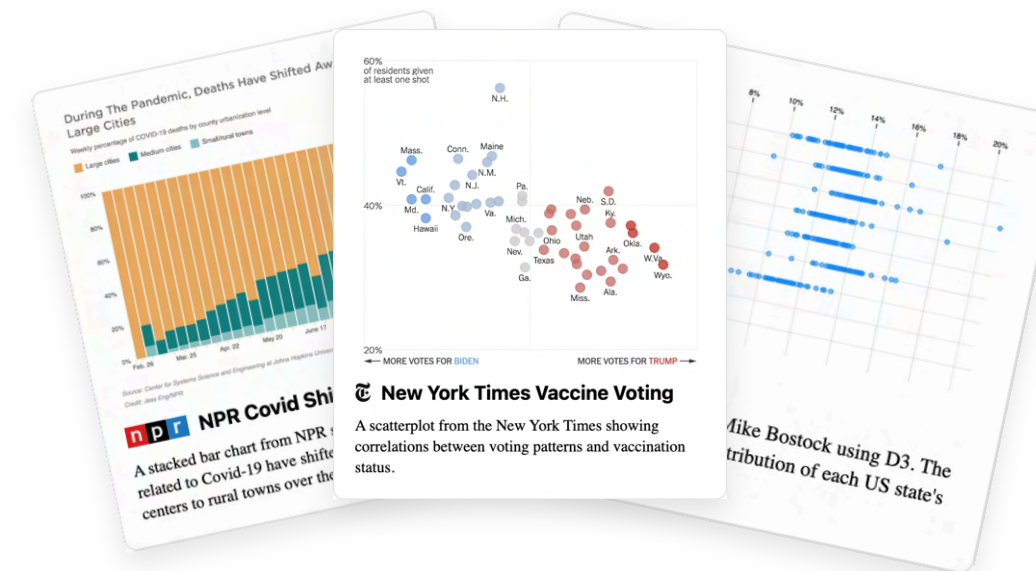 During The Pandemic, Deaths Have Shifted Aw
Large Cities
Weekly percentage of COVID-19 deaths by county urbanization level
Large cities
Medium cities
Small/rural towns
100%
80%
60%
40%
20%
0%
Feb. 26
Mar. 25
Apr. 22
May 20
June 17
Source: Center for Systems Science and Engineering at Johns Hopkins Univer
Credit: Jess Eng/NPR
npr NPR Covid Shi
A stacked bar chart from NPR s
related to Covid-19 have shifte
centers to rural towns over the
60%
of residents given
at least one shot
N.H.
Mass.
Conn.
Maine
Vt.
N.M.
Calif.
N.J.
Pa.
Md.
N.Y.
Va.
40%
Neb.
S.D.
Hawaii
Mich.
Ky.
Ore.
Nev.
Ohio
Utah
Okla.
Texas
Ark.
W.Va.
Ga.
Wyo.
Miss.
Ala.
20%
MORE VOTES FOR BIDEN
MORE VOTES FOR TRUMP
T New York Times Vaccine Voting
A scatterplot from the New York Times showing
correlations between voting patterns and vaccination
status.
8%
10%
12%
14%
16%
18%
20%
Mike Bostock using D3. The
tribution of each US state's